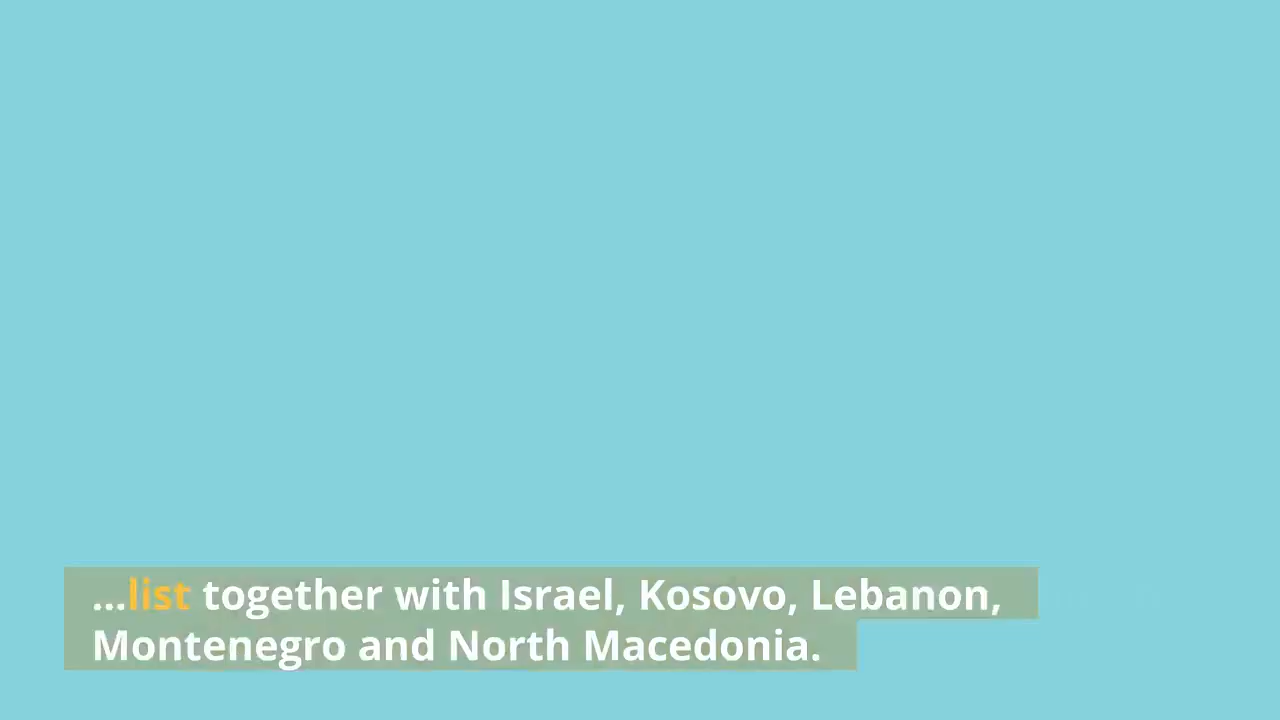 ...list together with Israel, Kosovo, Lebanon,
Montenegro and North Macedonia.